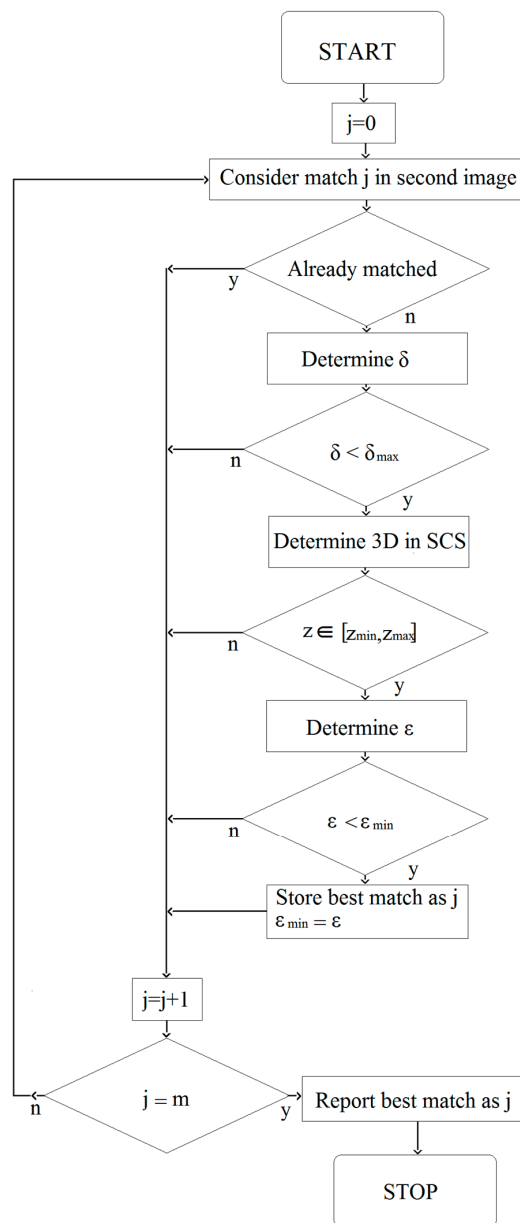 START
j=0
Consider match j in second image
Already matched
y
n
Determine δ
δ < δmax
n
y
Determine 3D in SCS
z ∈ [zmin,zmax]
n
y
Determine ε
ε < εmin
n
y
Store best match as j
εmin = ε
j=j+1
j = m
n
y
Report best match as j
STOP